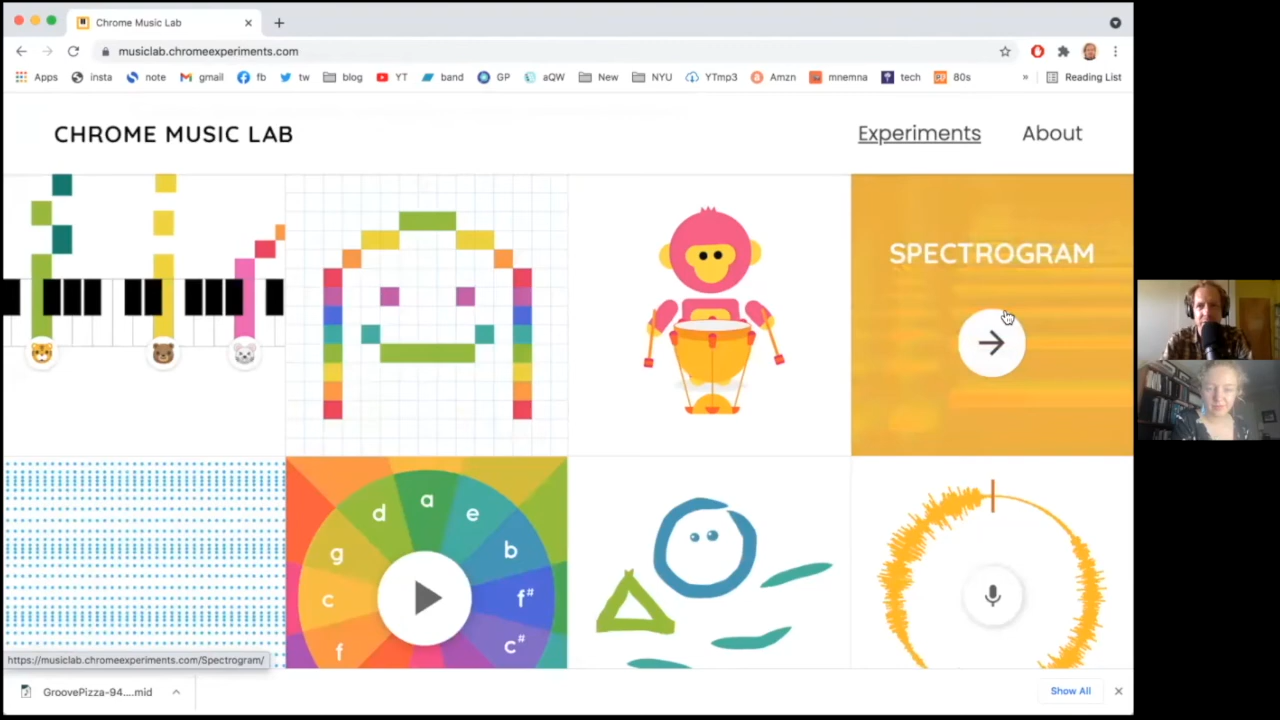 Chrome Music Lab
musiclab.chromeexperiments.com
Apps insta note gmail fb tw blog YT band GP aQW New NYU YTmp3 Amzn mnemna tech 80s » Reading List
CHROME MUSIC LAB Experiments About
SPECTROGRAM
a
d e
g b
c f#
f c#
https://musiclab.chromeexperiments.com/Spectrogram/
GroovePizza-94....mid Show All